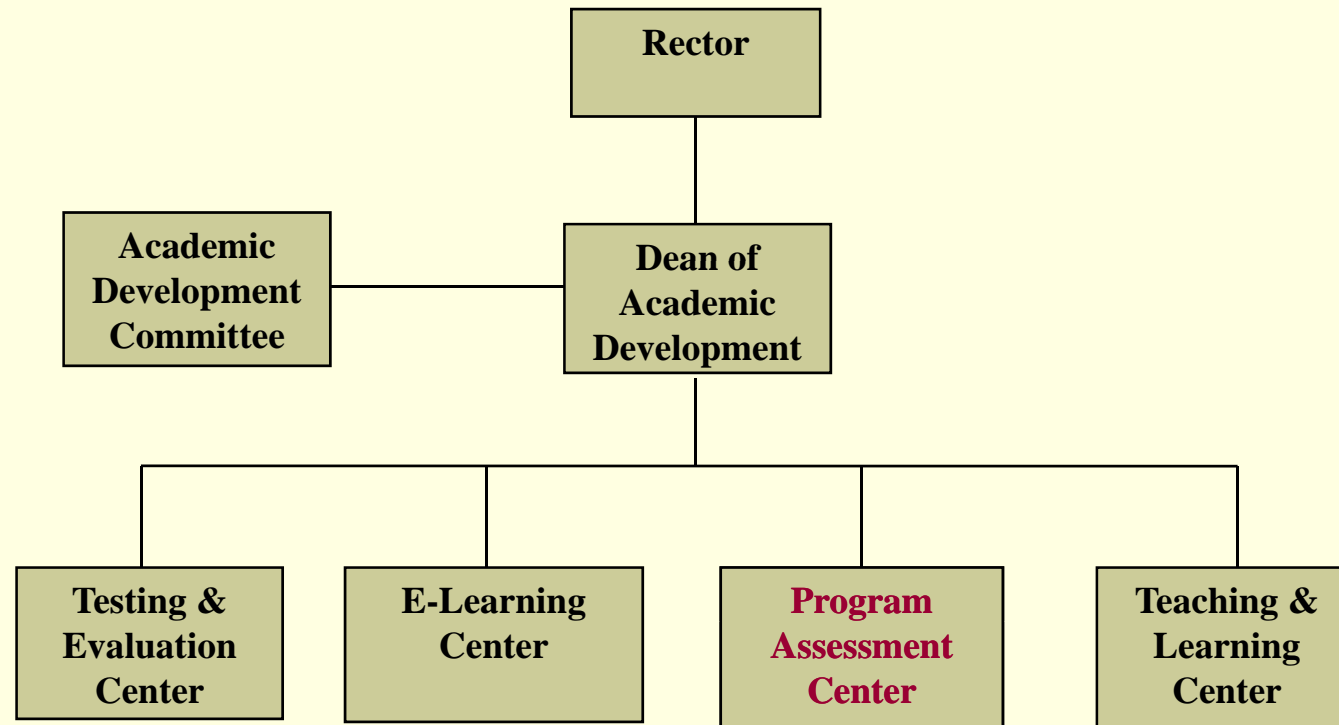 Rector
Academic
Development
Committee
Dean of
Academic
Development
Testing &
Evaluation
Center
E-Learning
Center
Program
Assessment
Center
Teaching &
Learning
Center